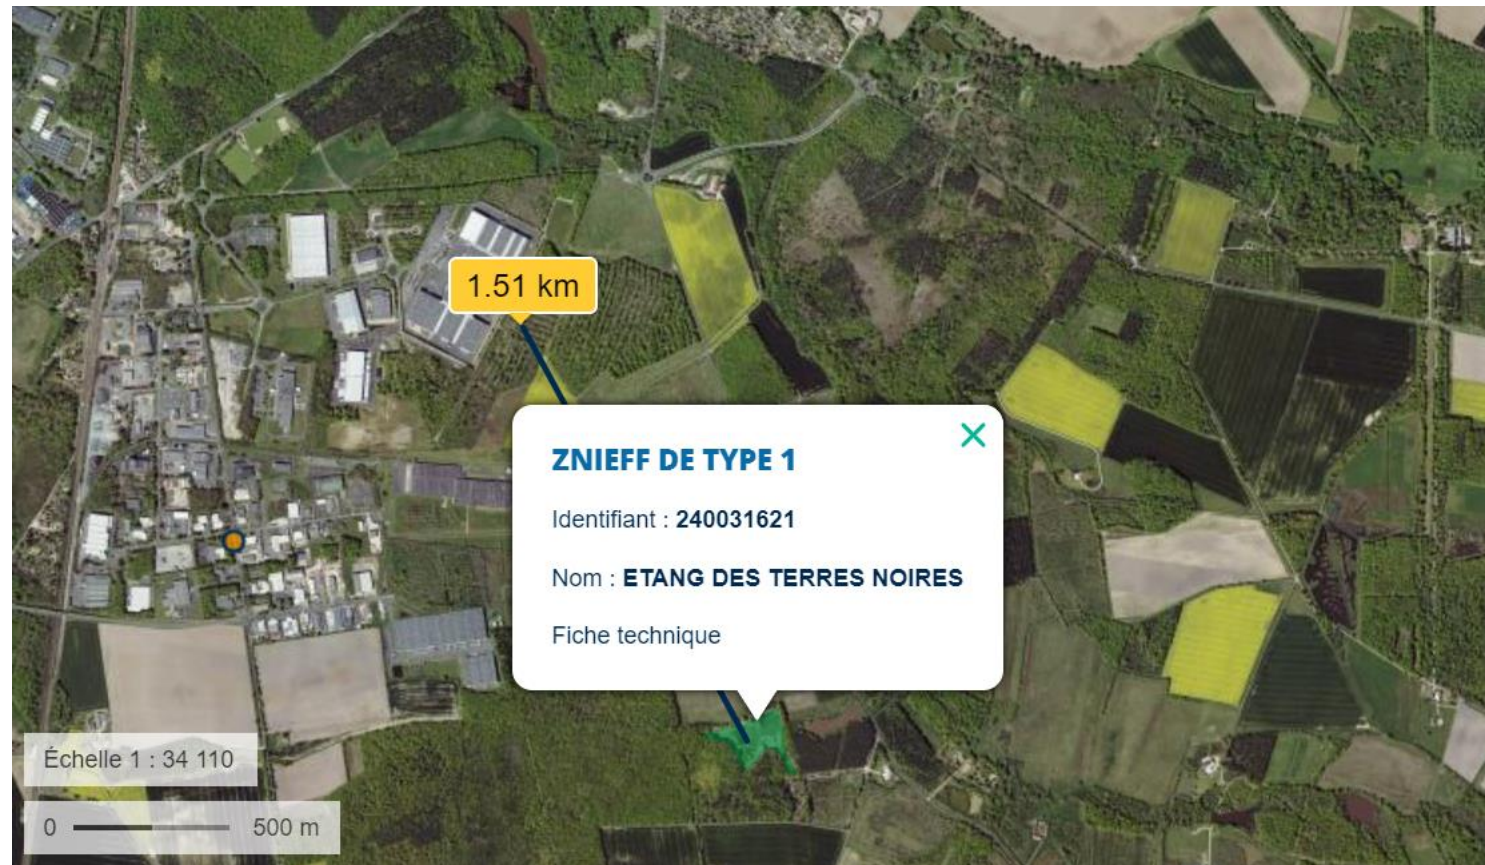 1.51 km
ZNIEFF DE TYPE 1
Identifiant : 240031621
Nom : ETANG DES TERRES NOIRES
Fiche technique
Échelle 1 : 34 110
0 500 m